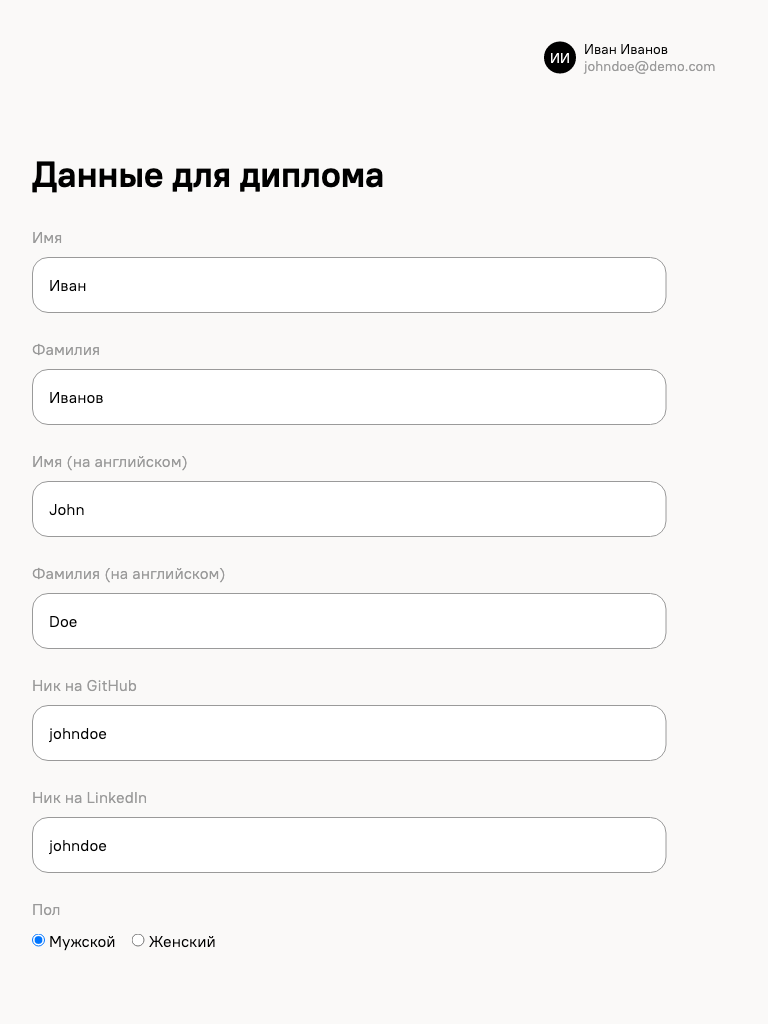 ИИ
Иван Иванов
johndoe@demo.com
Данные для диплома
Имя
Иван
Фамилия
Иванов
Имя (на английском)
John
Фамилия (на английском)
Doe
Ник на GitHub
johndoe
Ник на LinkedIn
johndoe
Пол
Мужской Женский